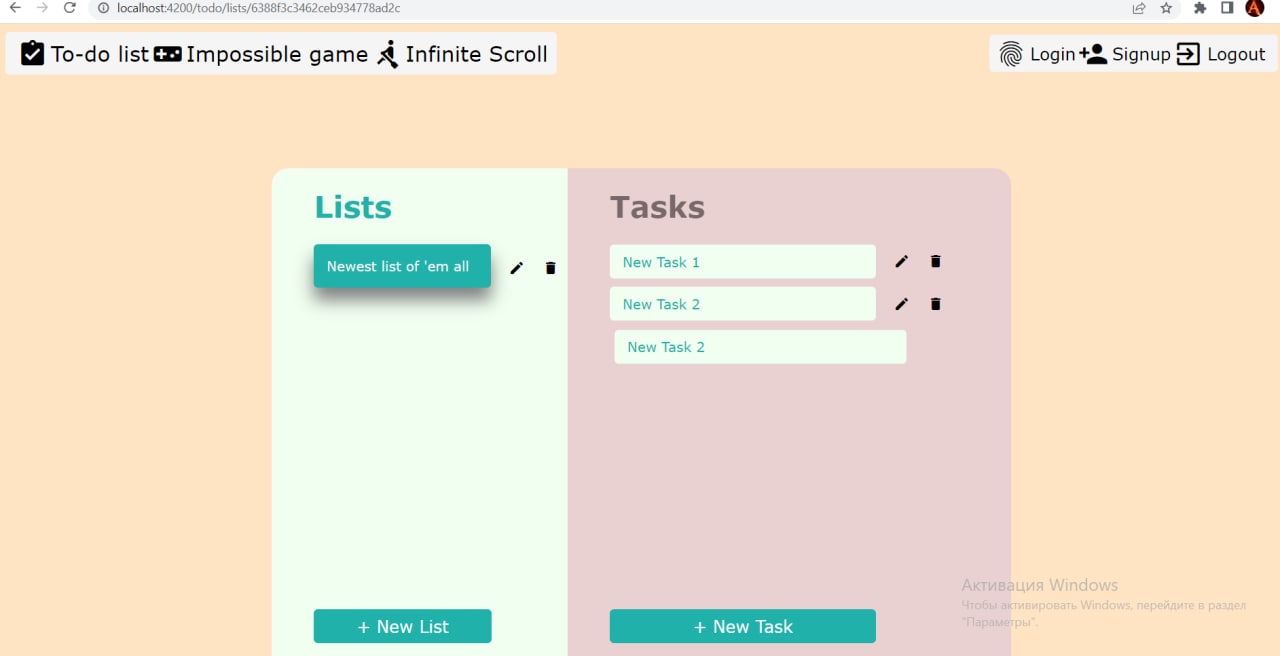 localhost:4200/todo/lists/6388f3c3462ceb934778ad2c
To-do list Impossible game Infinite Scroll
Login Signup Logout
Lists
Newest list of 'em all
+ New List
Tasks
New Task 1
New Task 2
New Task 2
+ New Task
Активация Windows
Чтобы активировать Windows, перейдите в раздел
"Параметры".